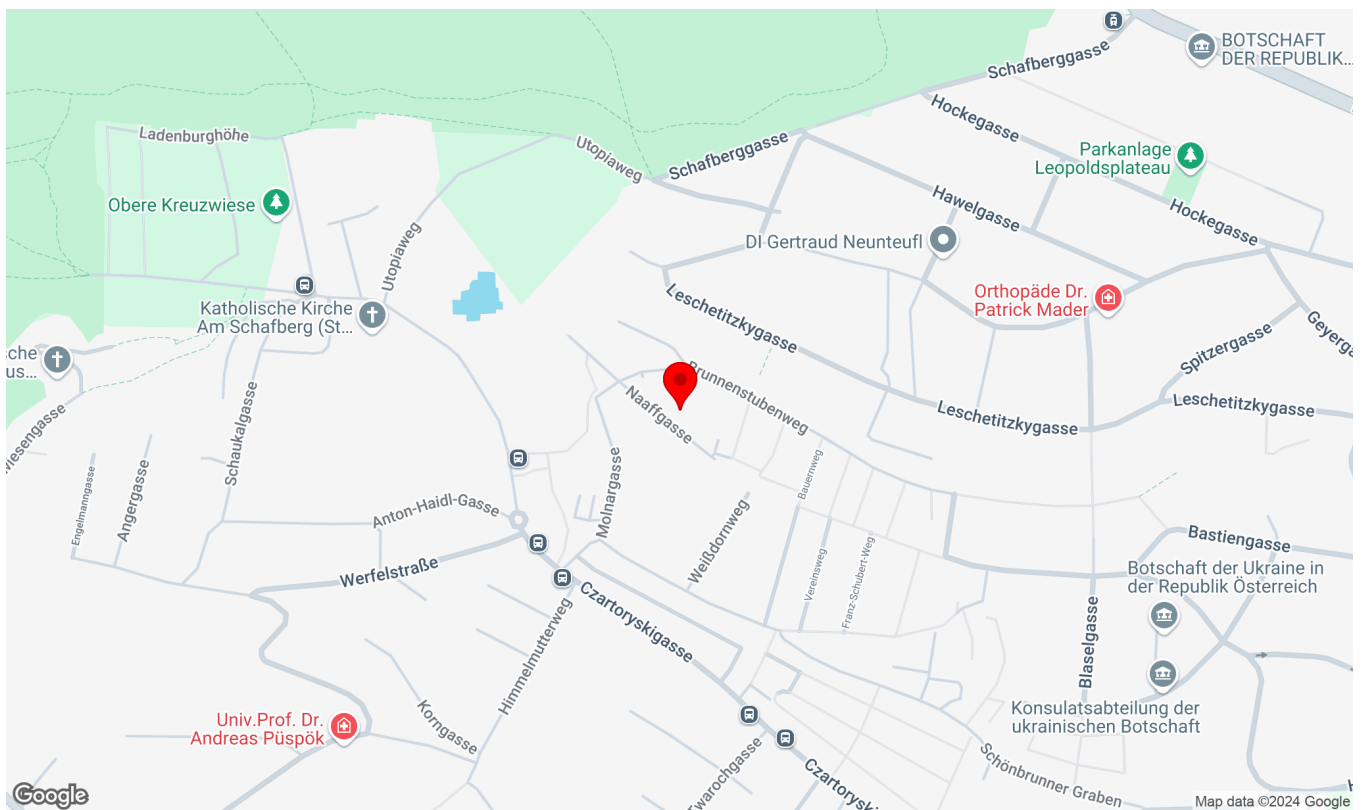 BOTSCHAFT
DER REPUBLIK...
Schafberggasse
Hockegasse
Ladenburghöhe
Utopiaweg
Schafberggasse
Parkanlage
Leopoldsplateau
Obere Kreuzwiese
Hawelgasse
Hockegasse
DI Gertraud Neunteufl
Utopiaweg
Katholische Kirche
Am Schafberg (St...
Leschetitzkygasse
Orthopäde Dr.
Patrick Mader
Spitzergasse
Brunnenstubenweg
Naaffgasse
Schaukalgasse
Leschetitzkygasse
Leschetitzkygasse
Molnargasse
Bauernweg
Engelmanngasse
Angergasse
Anton-Haidl-Gasse
Weißdornweg
Bastiengasse
Werfelstraße
Vereinsweg
Franz-Schubert-Weg
Botschaft der Ukraine in
der Republik Österreich
Czartoryskigasse
Himmelmutterweg
Blaselgasse
Korngasse
Univ.Prof. Dr.
Andreas Püspök
Konsulatsabteilung der
ukrainischen Botschaft
Schönbrunner Graben
Google
Map data ©2024 Google